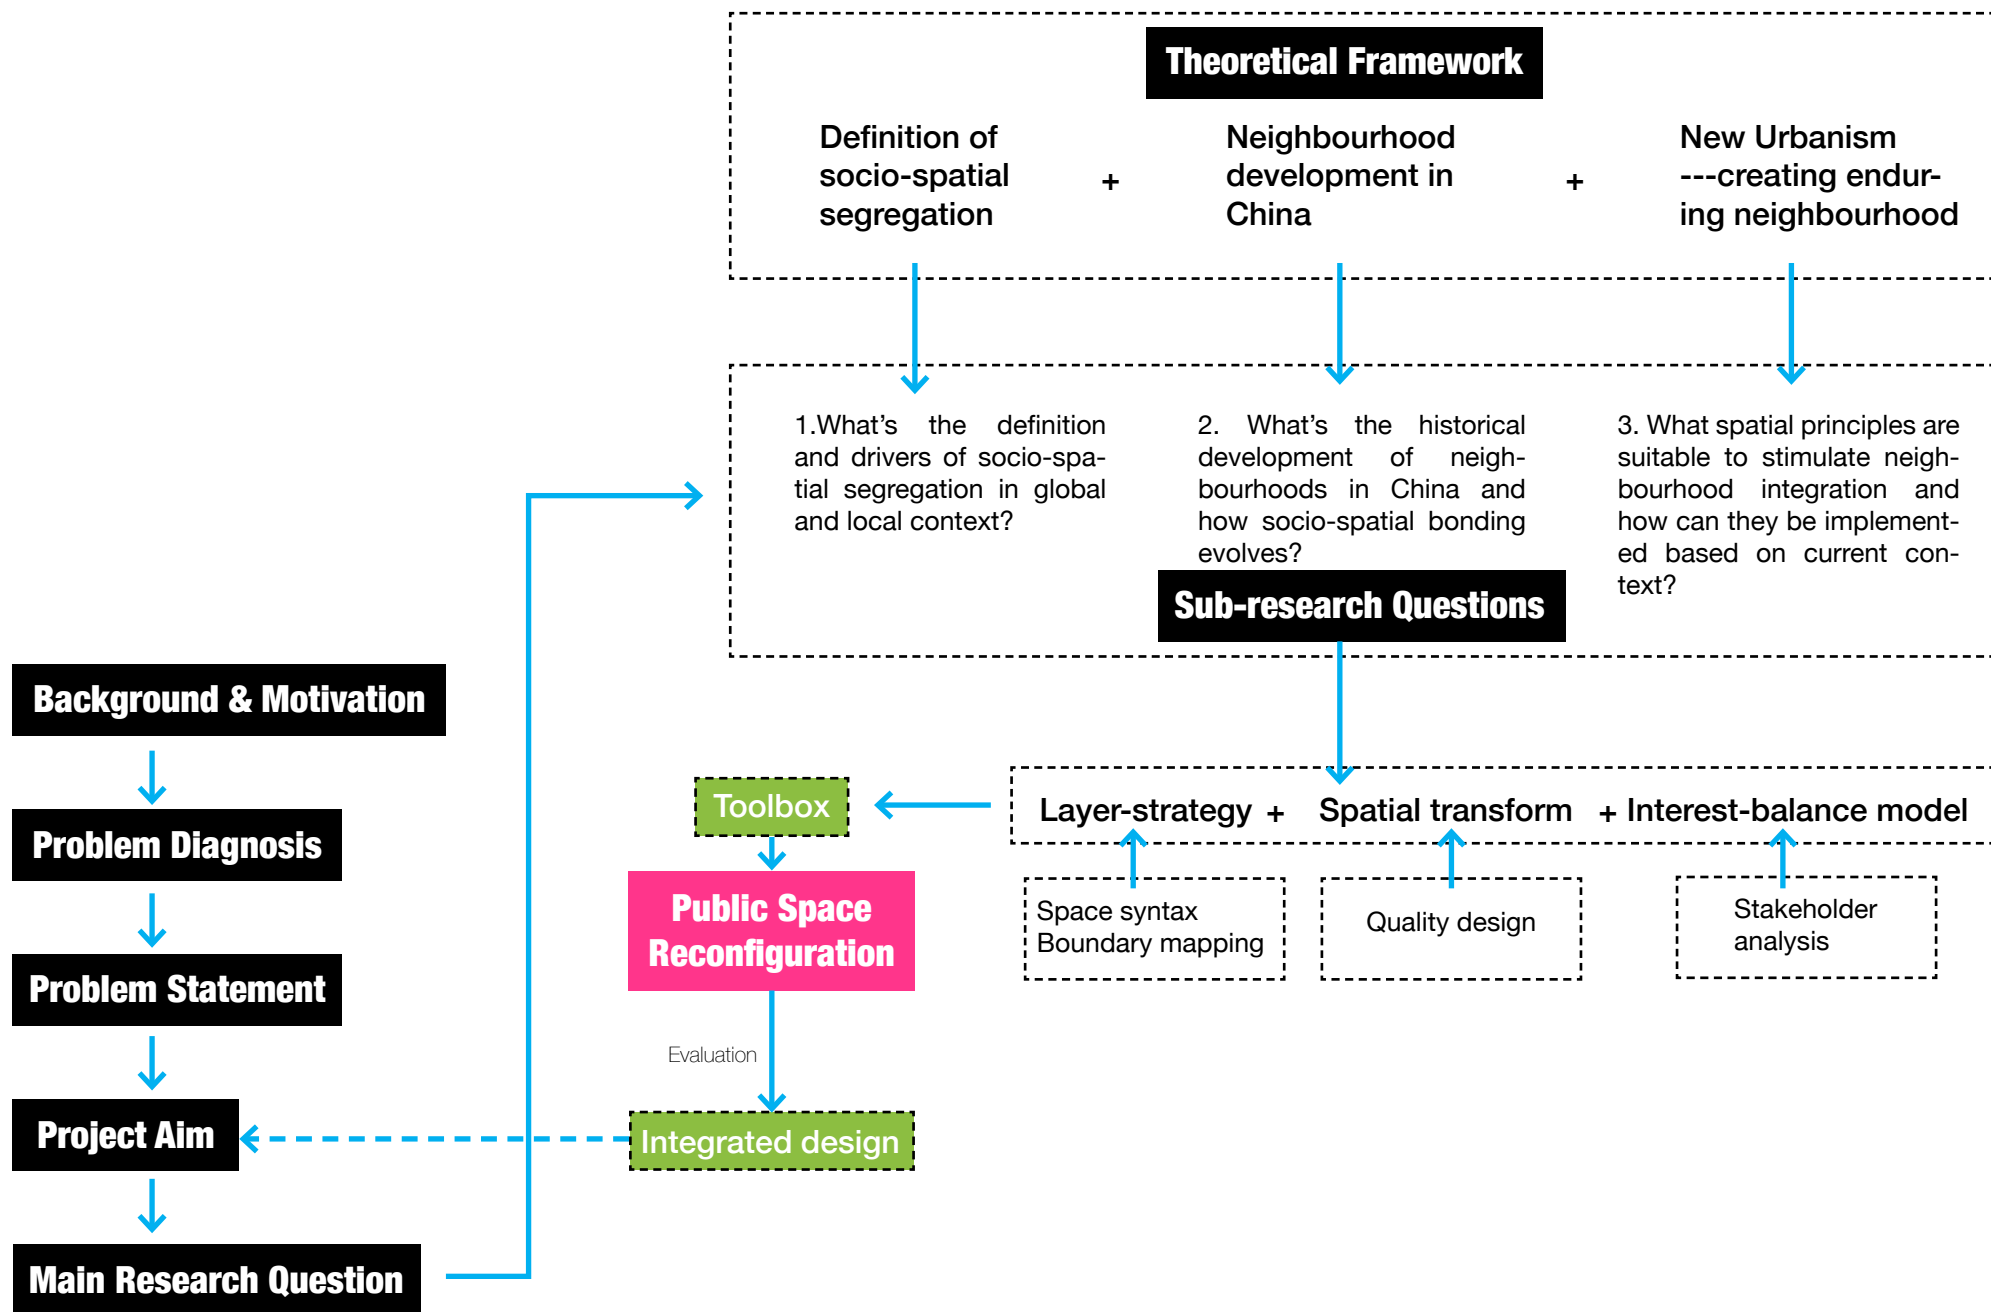 Theoretical Framework
Definition of
socio-spatial
segregation
+
Neighbourhood
development in
China
+
New Urbanism
---creating endur-
ing neighbourhood
1.What's the definition
and drivers of socio-spa-
tial segregation in global
and local context?
2. What's the historical
development of neigh-
bourhoods in China and
how socio-spatial bonding
evolves?
3. What spatial principles are
suitable to stimulate neigh-
bourhood integration and
how can they be implement-
ed based on current con-
text?
Sub-research Questions
Background & Motivation
Problem Diagnosis
Problem Statement
Project Aim
Main Research Question
Layer-strategy + Spatial transform + Interest-balance model
Space syntax
Boundary mapping
Quality design
Stakeholder
analysis
Toolbox
Public Space
Reconfiguration
Evaluation
Integrated design